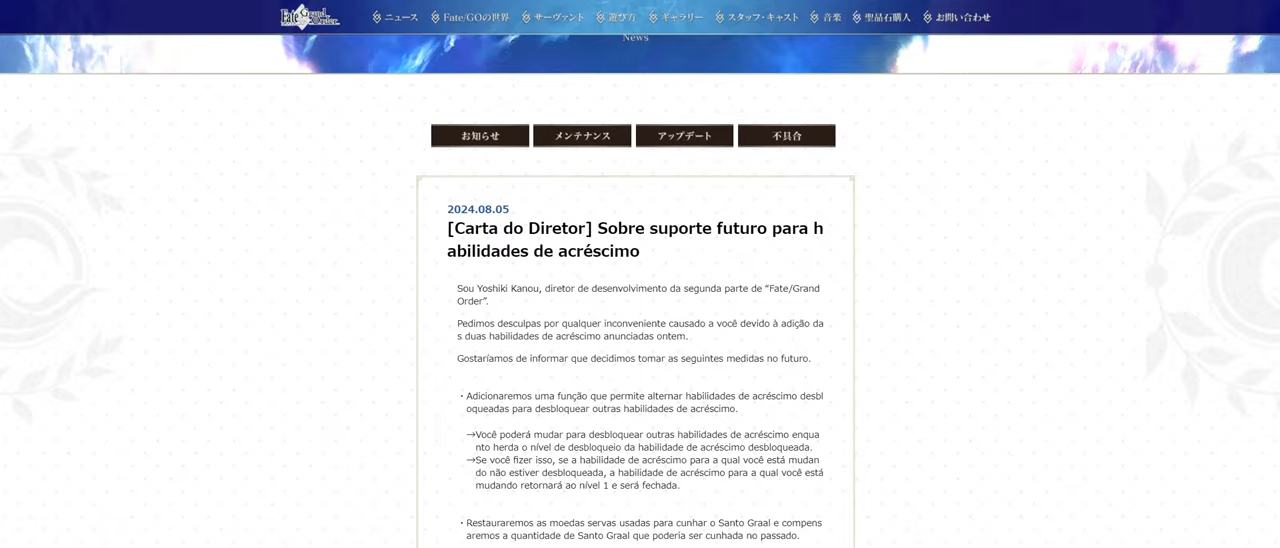 Fate Grand Order
ニュース
Fate/GOの世界
サーヴァント
遊び方
ギャラリー
スタッフ・キャスト
音楽
聖晶石購入
お問い合わせ
News
お知らせ
メンテナンス
アップデート
不具合
2024.08.05
[Carta do Diretor] Sobre suporte futuro para h
abilidades de acréscimo
Sou Yoshiki Kanou, diretor de desenvolvimento da segunda parte de “Fate/Grand
Order”.
Pedimos desculpas por qualquer inconveniente causado a você devido à adição da
s duas habilidades de acréscimo anunciadas ontem.
Gostaríamos de informar que decidimos tomar as seguintes medidas no futuro.
・Adicionaremos uma função que permite alternar habilidades de acréscimo desbl
oqueadas para desbloquear outras habilidades de acréscimo.
→Você poderá mudar para desbloquear outras habilidades de acréscimo enqua
nto herda o nível de desbloqueio da habilidade de acréscimo desbloqueada.
→Se você fizer isso, se a habilidade de acréscimo para a qual você está mudan
do não estiver desbloqueada, a habilidade de acréscimo para a qual você está
mudando retornará ao nível 1 e será fechada.
・Restauraremos as moedas servas usadas para cunhar o Santo Graal e compens
aremos a quantidade de Santo Graal que poderia ser cunhada no passado.